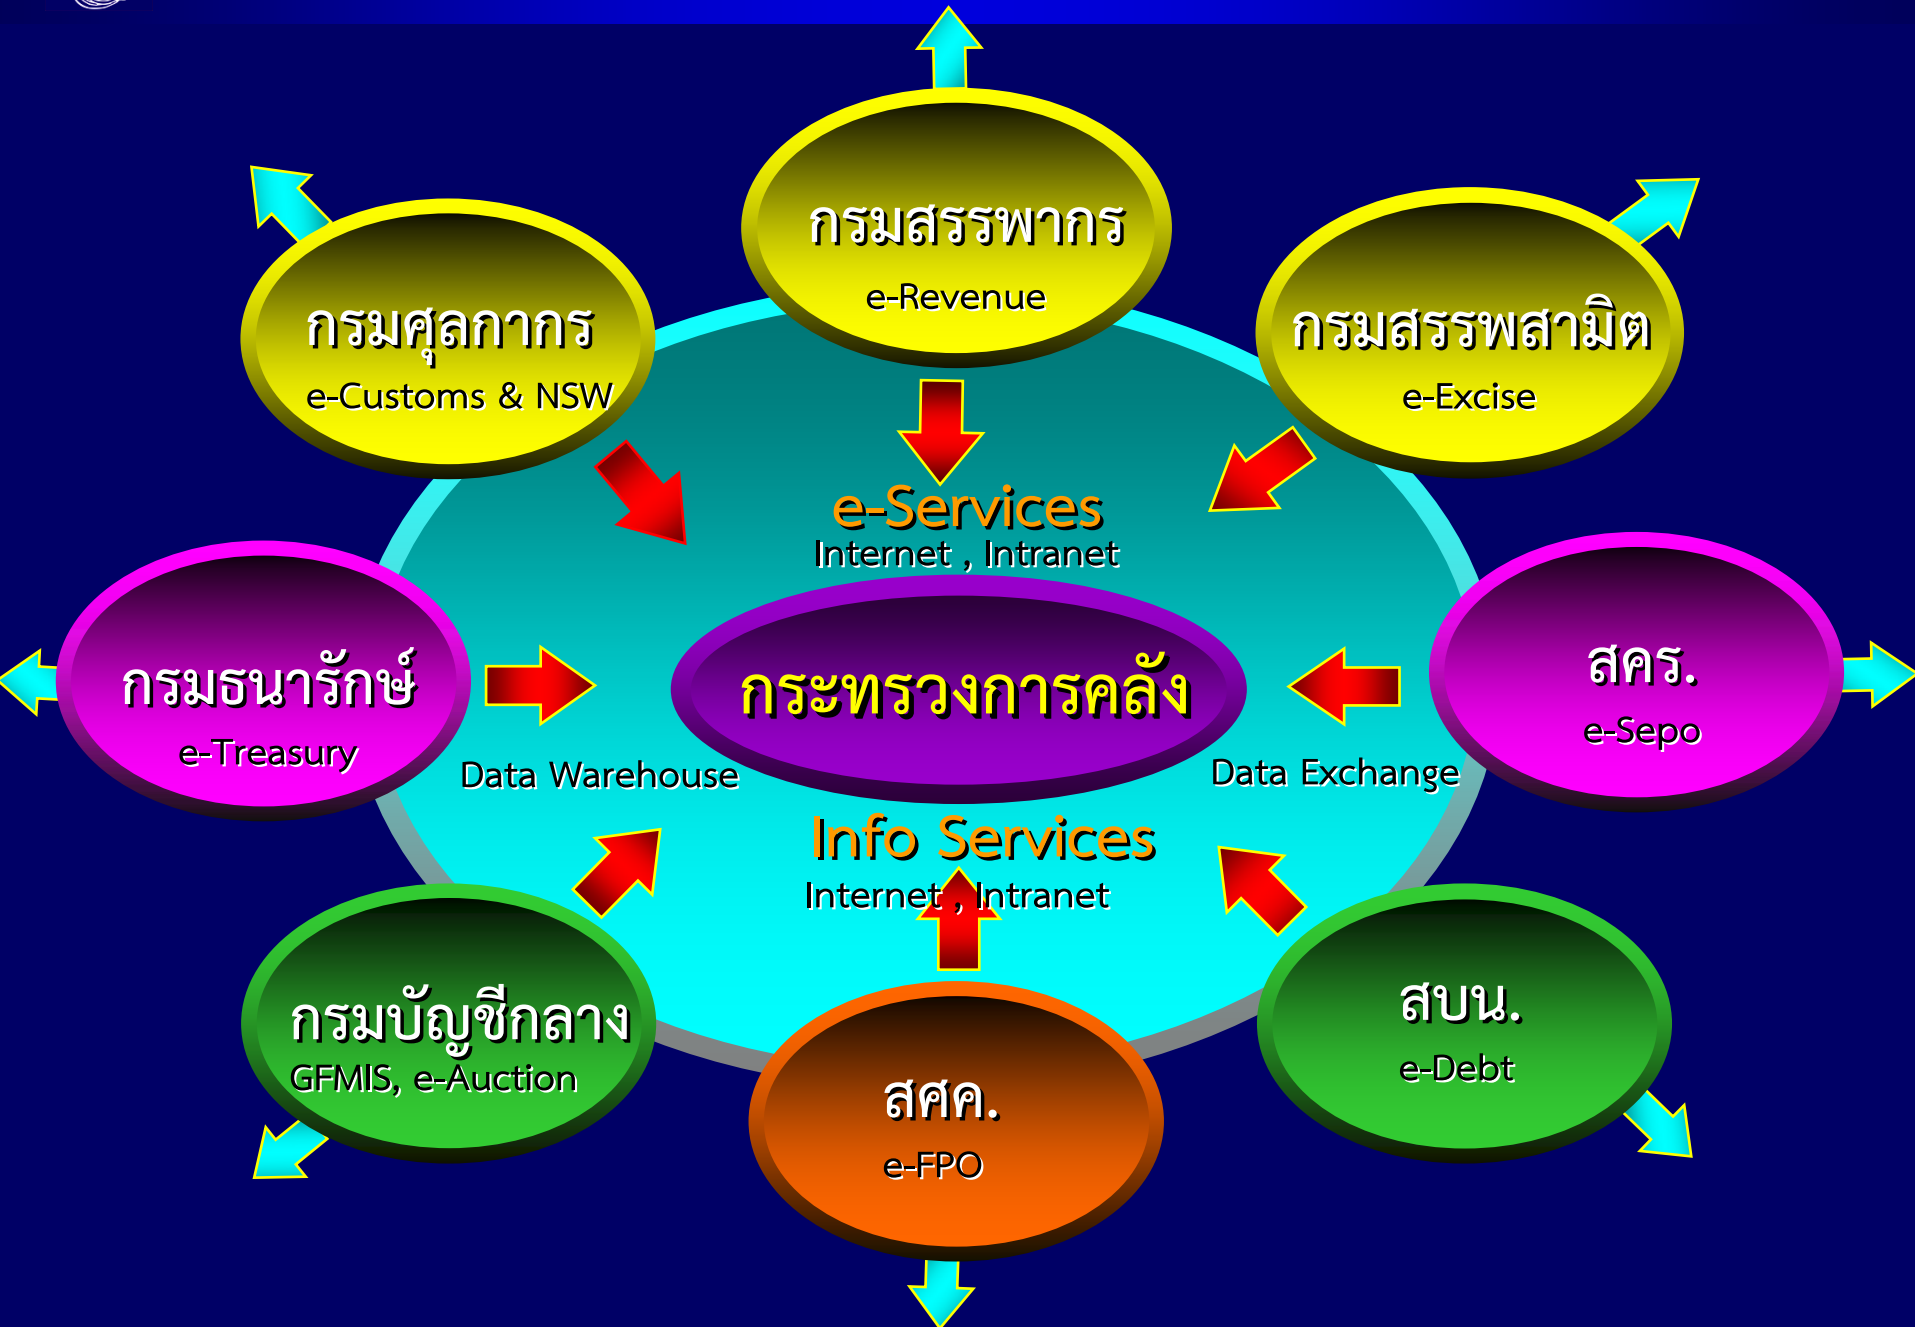 กรมสรรพากร
e-Revenue
กรมศุลกากร
e-Customs & NSW
กรมสรรพสามิต
e-Excise
e-Services
Internet , Intranet
กรมธนารักษ์
e-Treasury
กระทรวงการคลัง
สคร.
e-Sepo
Data Warehouse
Data Exchange
Info Services
Internet , Intranet
กรมบัญชีกลาง
GFMIS, e-Auction
สศค.
e-FPO
สบน.
e-Debt